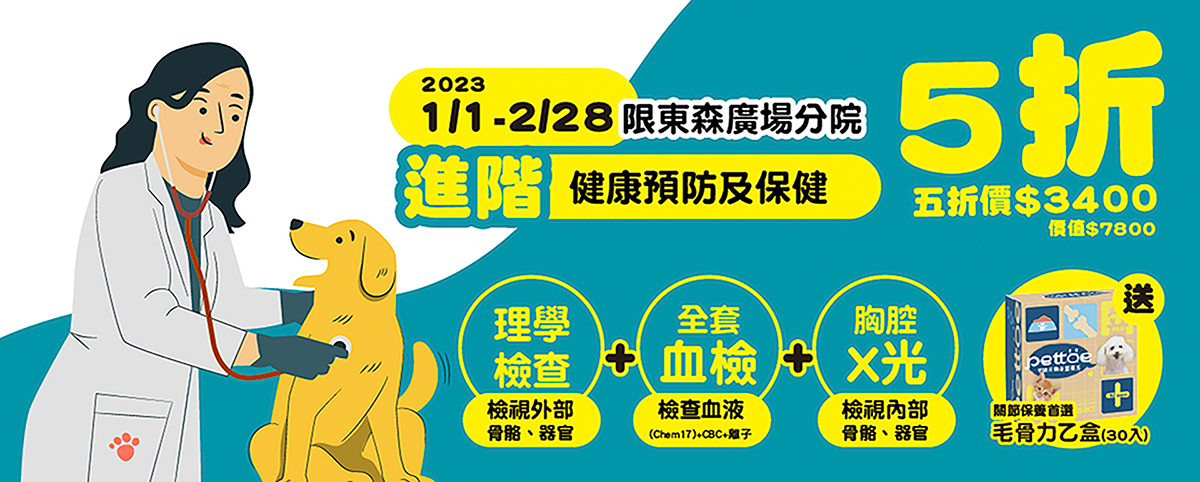 2023
1/1-2/28 限東森廣場分院
進階 健康預防及保健
5折
五折價$3400
價值$7800
理學
檢查
檢視外部
骨骼、器官
+
全套
血檢
檢查血液
(Chem17)+CBC+離子
+
胸腔
X光
檢視內部
骨骼、器官
送
pettoe
關節保養首選
毛骨力乙盒(30入)